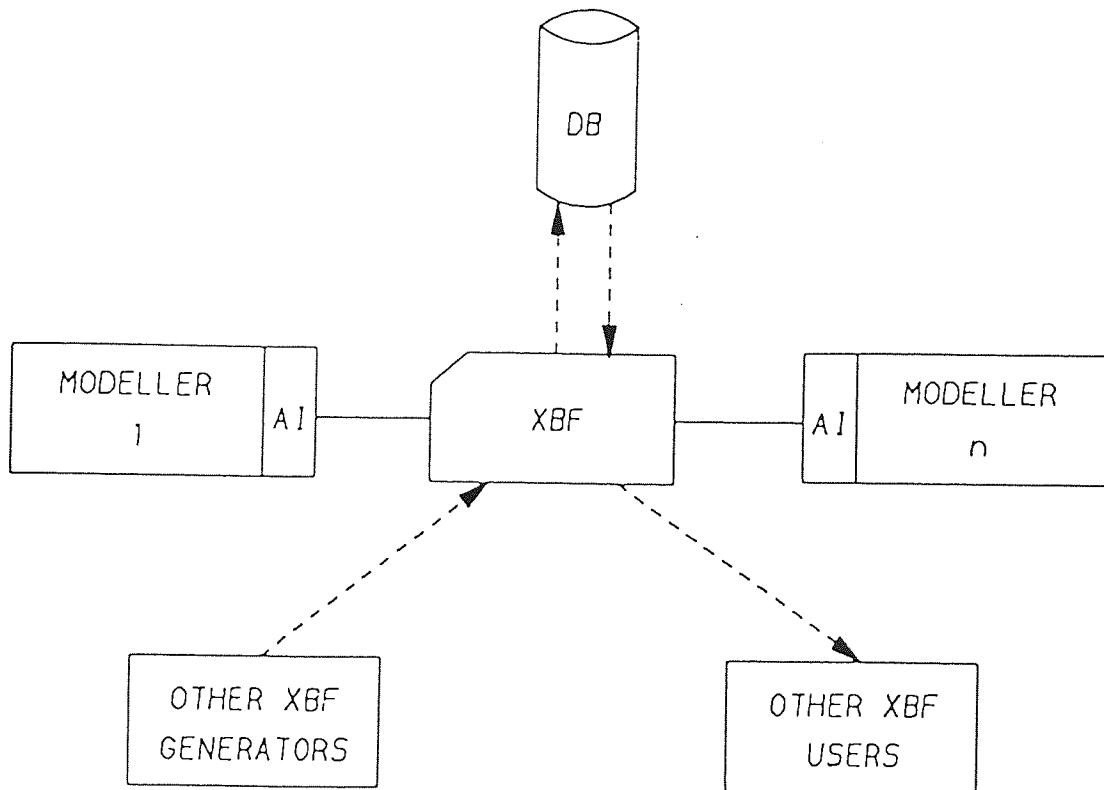 DB
MODELLER
1
AI
XBF
AI
MODELLER
n
OTHER XBF
GENERATORS
OTHER XBF
USERS